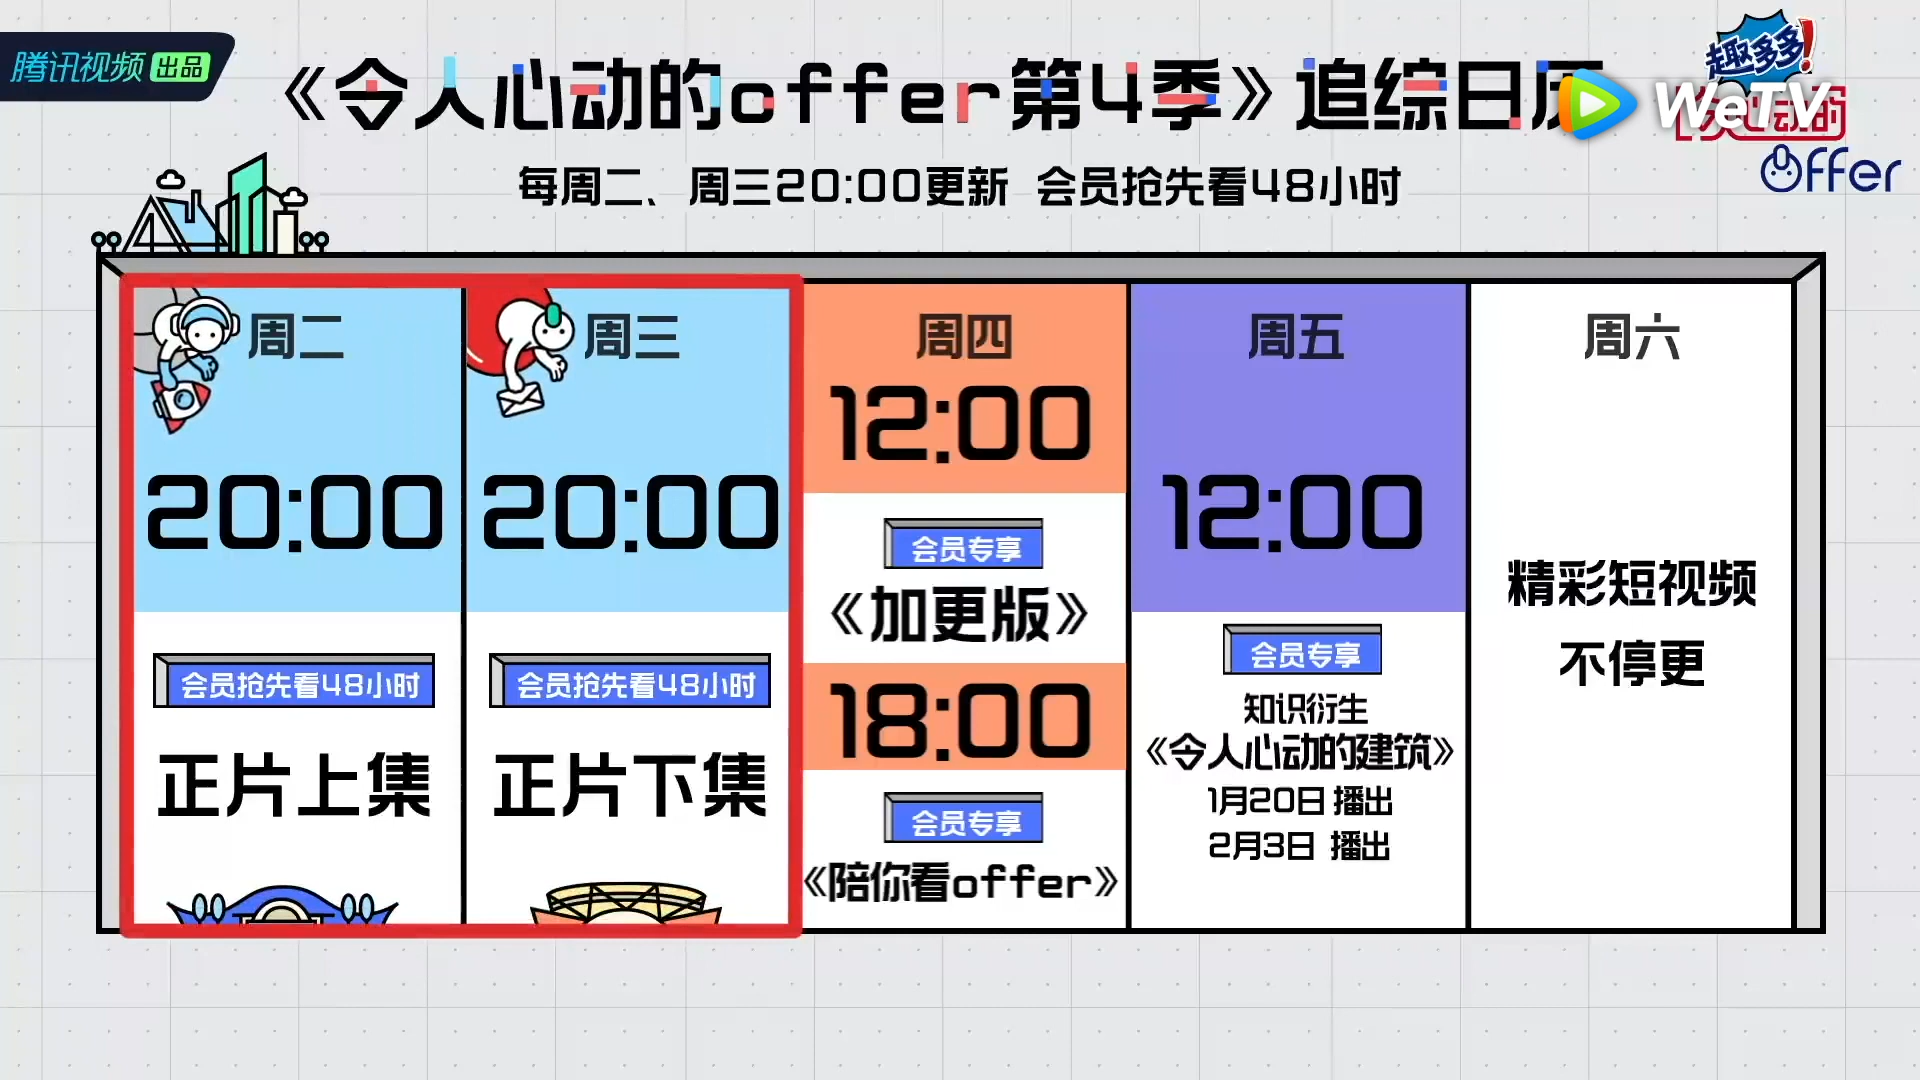 腾讯视频 出品
《令人心动的offer第4季》追综日历
趣多多!
WeTV
令人心动的
offer
每周二、周三20:00更新 会员抢先看48小时
周二
20:00
会员抢先看48小时
正片上集
周三
20:00
会员抢先看48小时
正片下集
周四
12:00
会员专享
《加更版》
18:00
会员专享
《陪你看offer》
周五
12:00
会员专享
知识衍生
《令人心动的建筑》
1月20日 播出
2月3日 播出
周六
精彩短视频
不停更